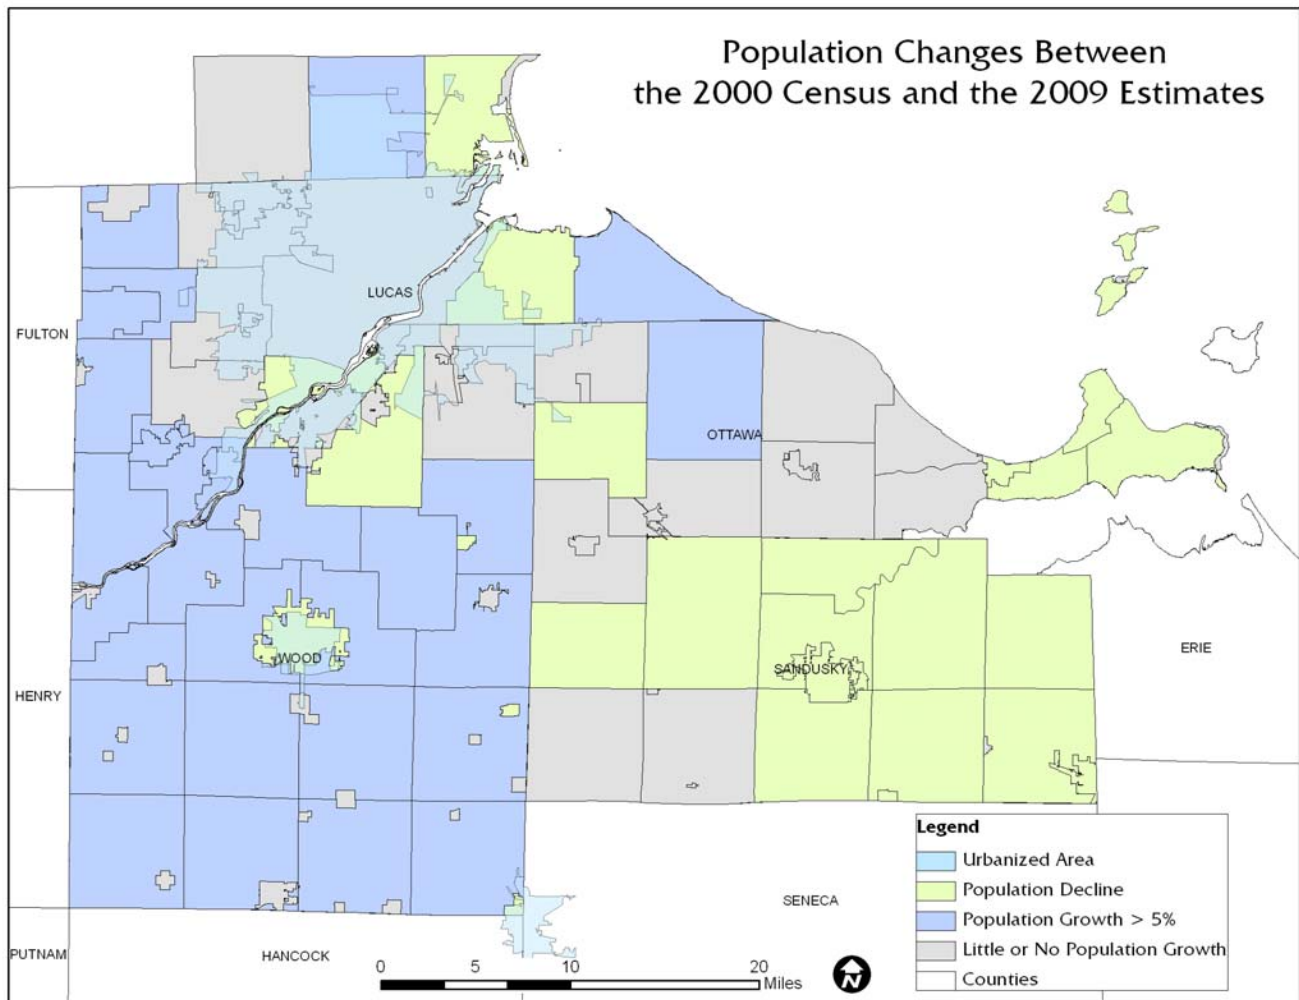 Population Changes Between
the 2000 Census and the 2009 Estimates
LUCAS
FULTON
OTTAWA
WOOD
SANDUSKY
ERIE
HENRY
Legend
Urbanized Area
Population Decline
Population Growth > 5%
Little or No Population Growth
Counties
SENECA
PUTNAM
HANCOCK
0 5 10 20
Miles
N